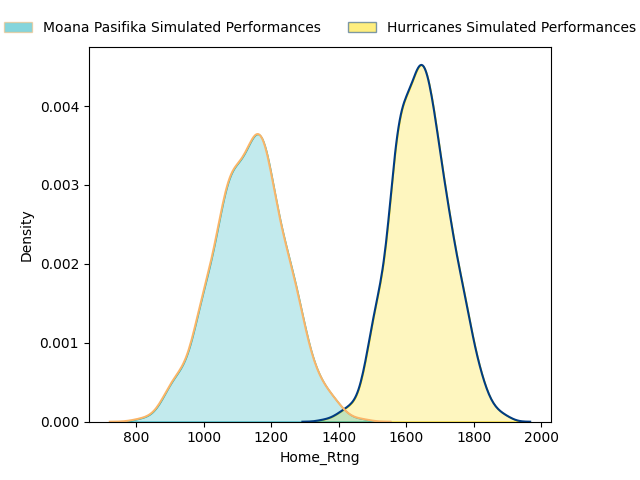 Moana Pasifika Simulated Performances Hurricanes Simulated Performances
0.004
0.003
0.002
0.001
0.000
Density
800 1000 1200 1400 1600 1800 2000
Home_Rtng